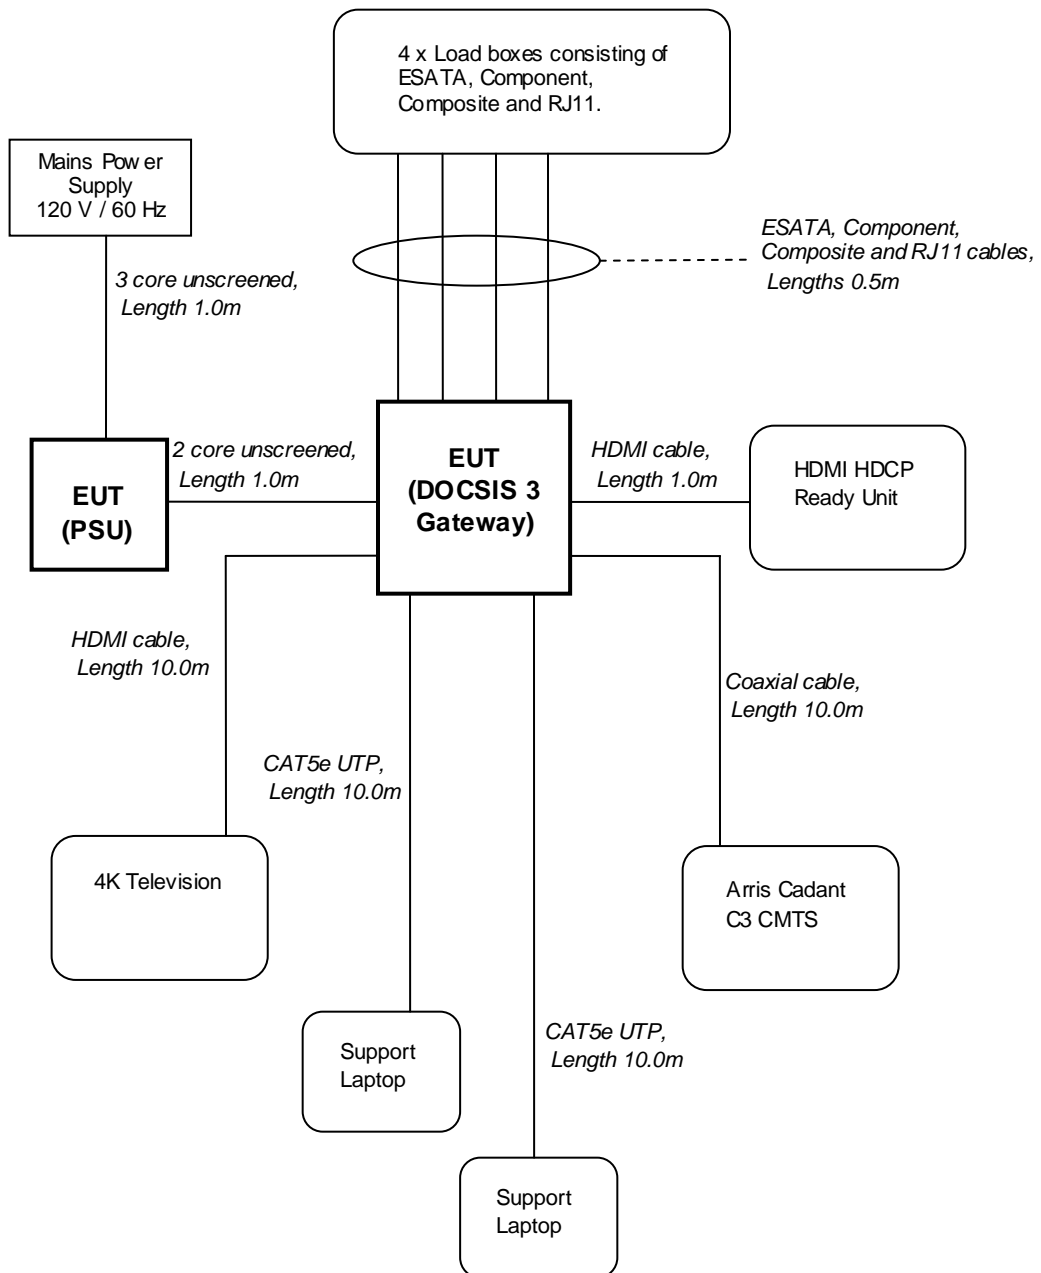 4 x Load boxes consisting of
ESATA, Component,
Composite and RJ11.
Mains Power
Supply
120 V / 60 Hz
ESATA, Component,
Composite and RJ11 cables,
Lengths 0.5m
3 core unscreened,
Length 1.0m
2 core unscreened,
Length 1.0m
EUT
(DOCSIS 3
Gateway)
HDMI cable,
Length 1.0m
HDMI HDCP
Ready Unit
EUT
(PSU)
HDMI cable,
Length 10.0m
Coaxial cable,
Length 10.0m
CAT5e UTP,
Length 10.0m
4K Television
Arris Cadant
C3 CMTS
Support
Laptop
CAT5e UTP,
Length 10.0m
Support
Laptop